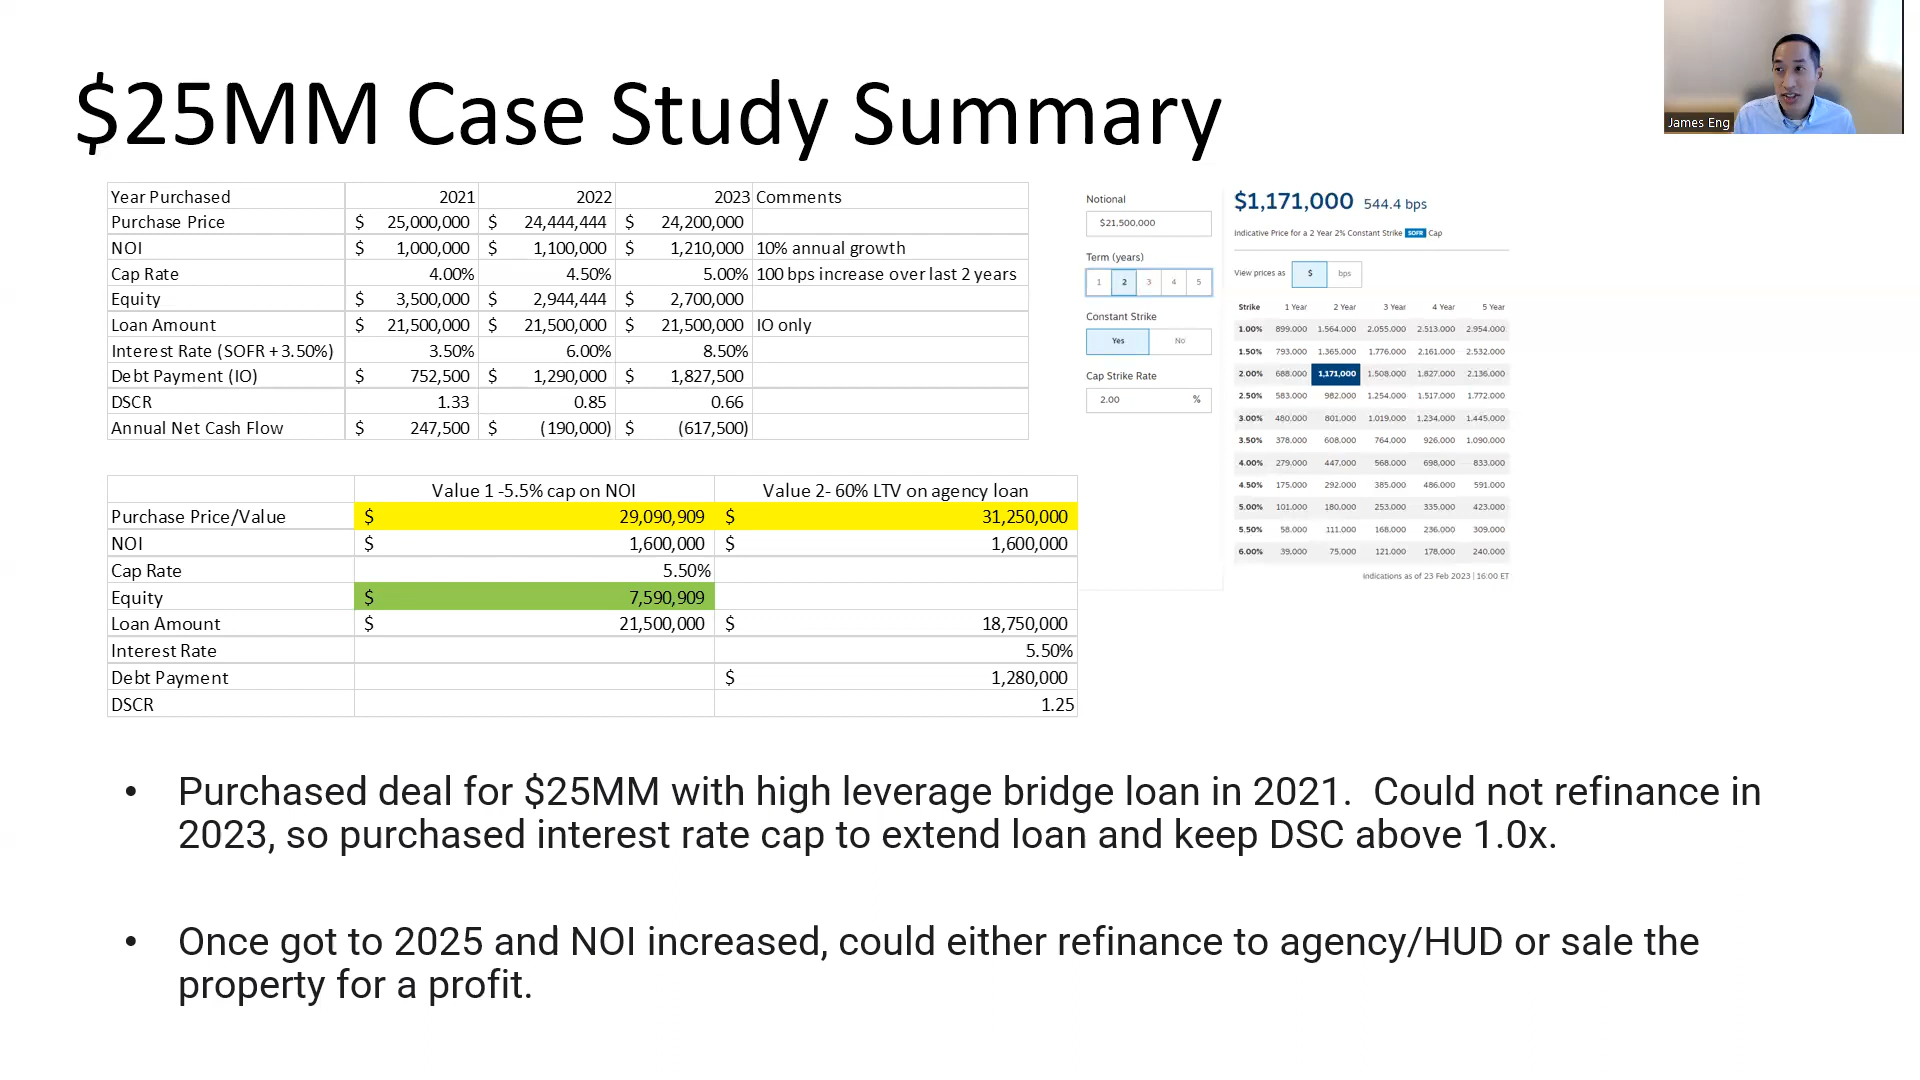 $25MM Case Study Summary
James Eng
Year Purchased 2021 2022 2023 Comments
Purchase Price $ 25,000,000 $ 24,444,444 $ 24,200,000
NOI $ 1,000,000 $ 1,100,000 $ 1,210,000 10% annual growth
Cap Rate 4.00% 4.50% 5.00% 100 bps increase over last 2 years
Equity $ 3,500,000 $ 2,944,444 $ 2,700,000
Loan Amount $ 21,500,000 $ 21,500,000 $ 21,500,000 IO only
Interest Rate (SOFR + 3.50%) 3.50% 6.00% 8.50%
Debt Payment (IO) $ 752,500 $ 1,290,000 $ 1,827,500
DSCR 1.33 0.85 0.66
Annual Net Cash Flow $ 247,500 $ (190,000) $ (617,500)
Notional
$21,500,000
Term (years)
1 2 3 4 5
Constant Strike
Yes No
Cap Strike Rate
2.00 %
$1,171,000 544.4 bps
Indicative Price for a 2 Year 2% Constant Strike SOFR Cap
View prices as $ bps
Strike 1 Year 2 Year 3 Year 4 Year 5 Year
1.00% 899.000 1.564.000 2.055.000 2.513.000 2.954.000
1.50% 793.000 1.365.000 1.776.000 2.161.000 2.532.000
2.00% 688.000 1,171,000 1.508.000 1.827.000 2.136.000
2.50% 583.000 982.000 1.254.000 1.517.000 1.772.000
3.00% 480.000 801.000 1.019.000 1.234.000 1.445.000
3.50% 378.000 608.000 764.000 926.000 1.090.000
4.00% 279.000 447.000 568.000 698,000 833.000
4.50% 175.000 292.000 385.000 486.000 591.000
5.00% 101.000 180,000 253.000 335.000 423.000
5.50% 58.000 111.000 168.000 236.000 309.000
6.00% 39.000 75.000 121.000 178.000 240.000
Indications as of 23 Feb 2023 | 16:00 ET
Value 1 -5.5% cap on NOI Value 2- 60% LTV on agency loan
Purchase Price/Value $ 29,090,909 $ 31,250,000
NOI $ 1,600,000 $ 1,600,000
Cap Rate 5.50%
Equity $ 7,590,909
Loan Amount $ 21,500,000 $ 18,750,000
Interest Rate 5.50%
Debt Payment $ 1,280,000
DSCR 1.25
• Purchased deal for $25MM with high leverage bridge loan in 2021. Could not refinance in
2023, so purchased interest rate cap to extend loan and keep DSC above 1.0x.
• Once got to 2025 and NOI increased, could either refinance to agency/HUD or sale the
property for a profit.